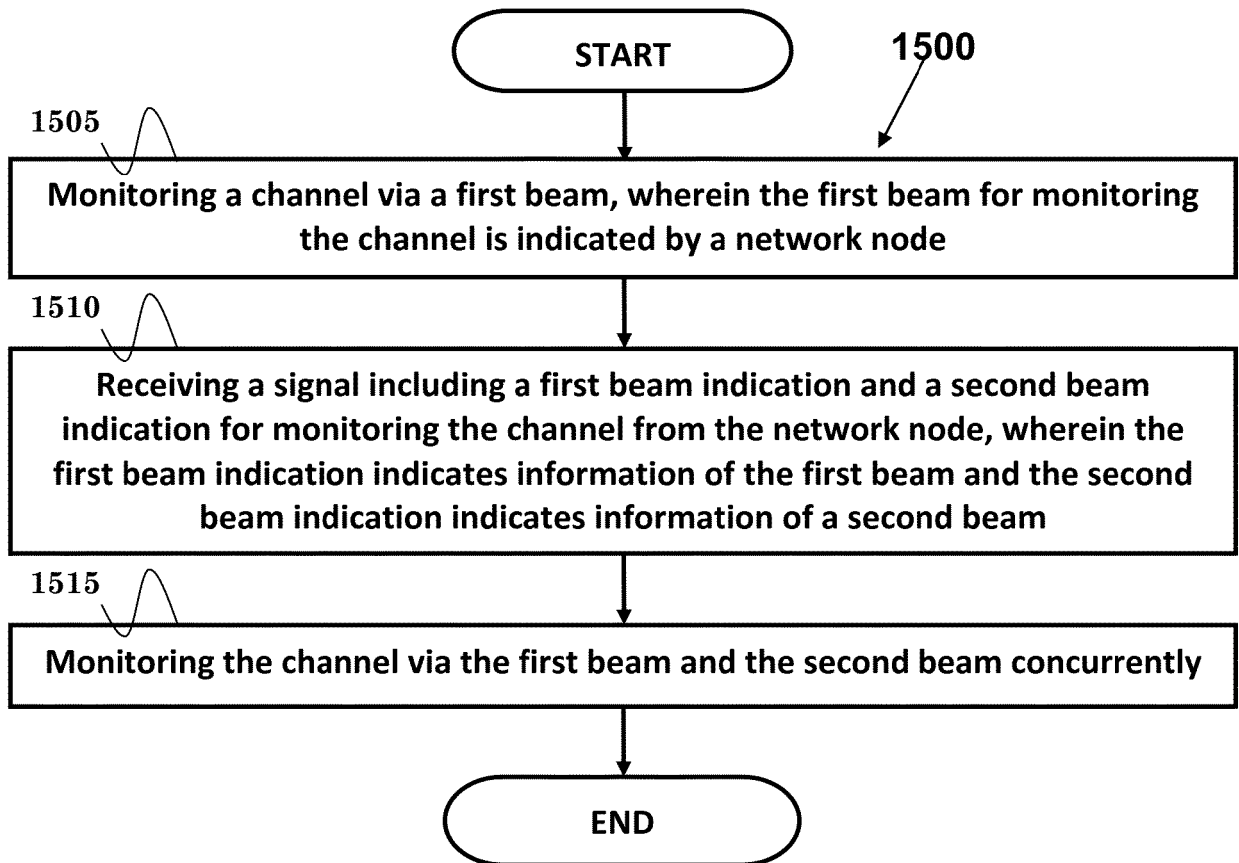 START
1500
1505
Monitoring a channel via a first beam, wherein the first beam for monitoring
the channel is indicated by a network node
1510
Receiving a signal including a first beam indication and a second beam
indication for monitoring the channel from the network node, wherein the
first beam indication indicates information of the first beam and the second
beam indication indicates information of a second beam
1515
Monitoring the channel via the first beam and the second beam concurrently
END